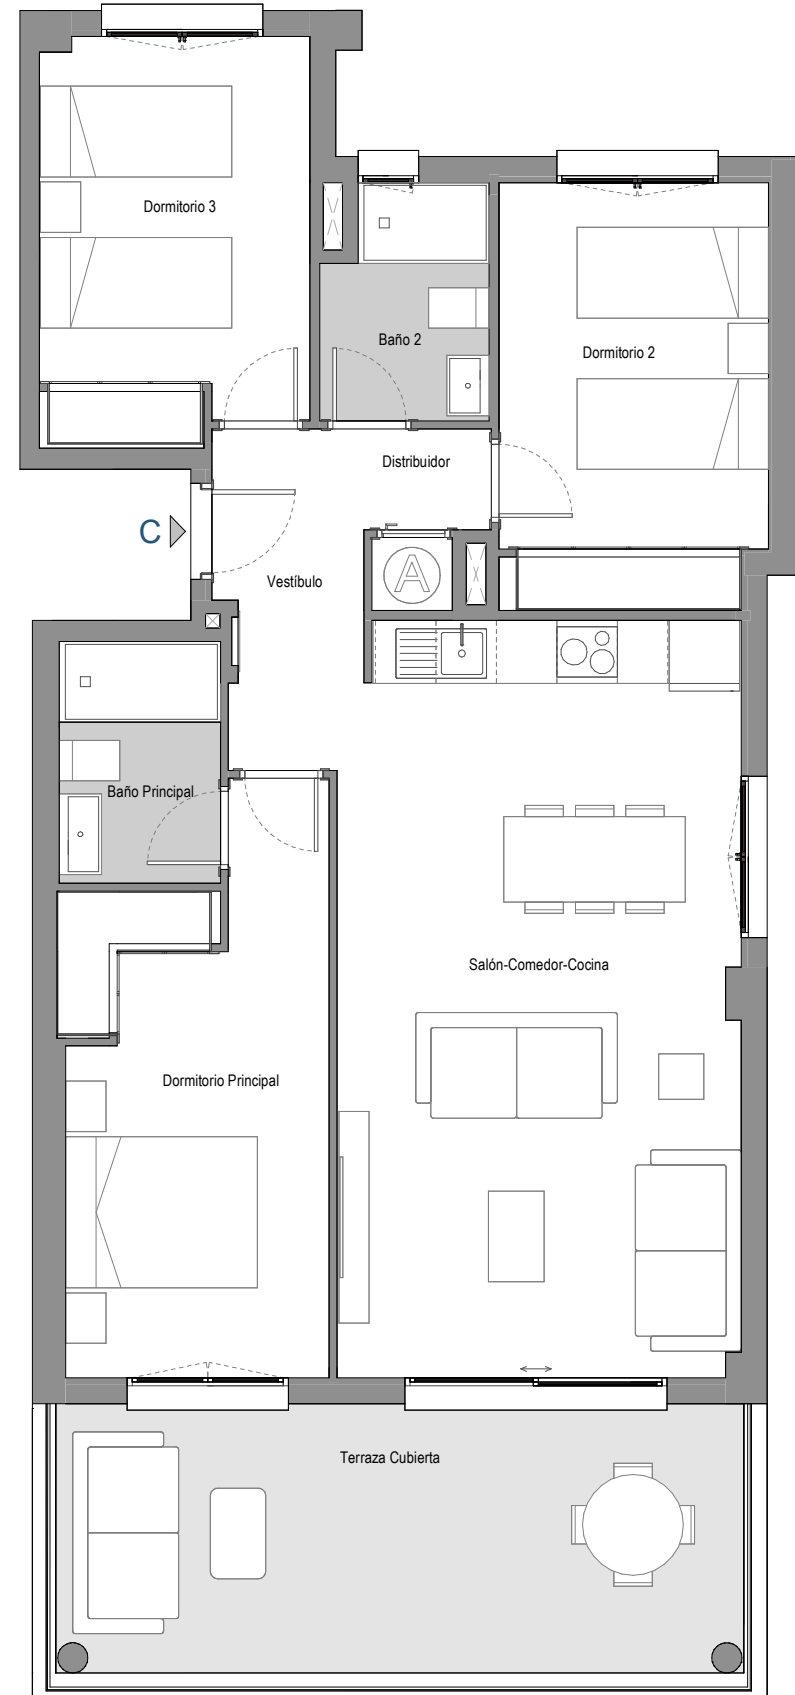 Dormitorio 3
Baño 2
Dormitorio 2
Distribuidor
C
Vestíbulo
A
Baño Principal
Salón-Comedor-Cocina
Dormitorio Principal
Terraza Cubierta